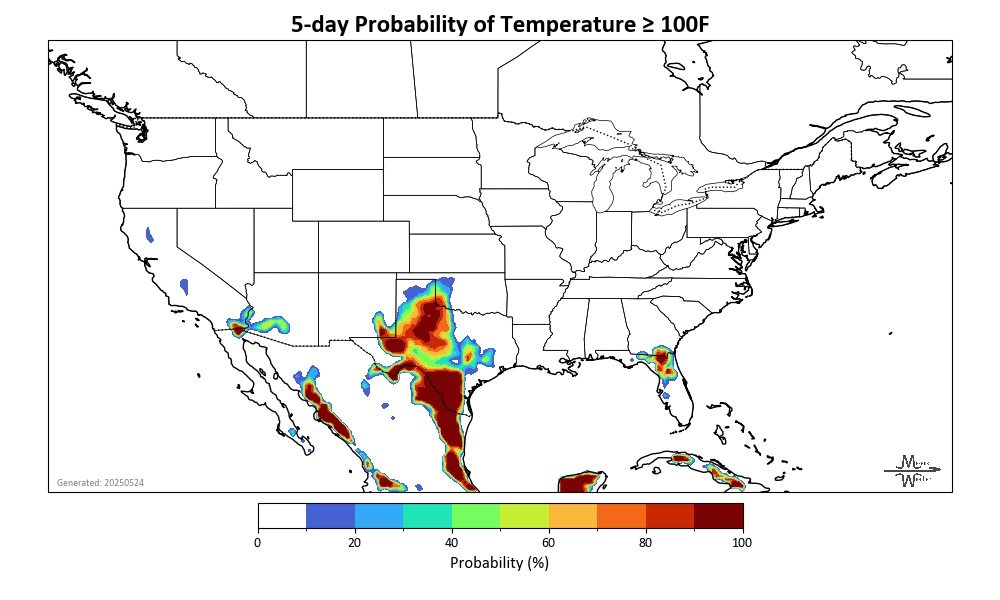 5-day Probability of Temperature ≥ 100F
Generated: 20250524
0 20 40 60 80 100
Probability (%)